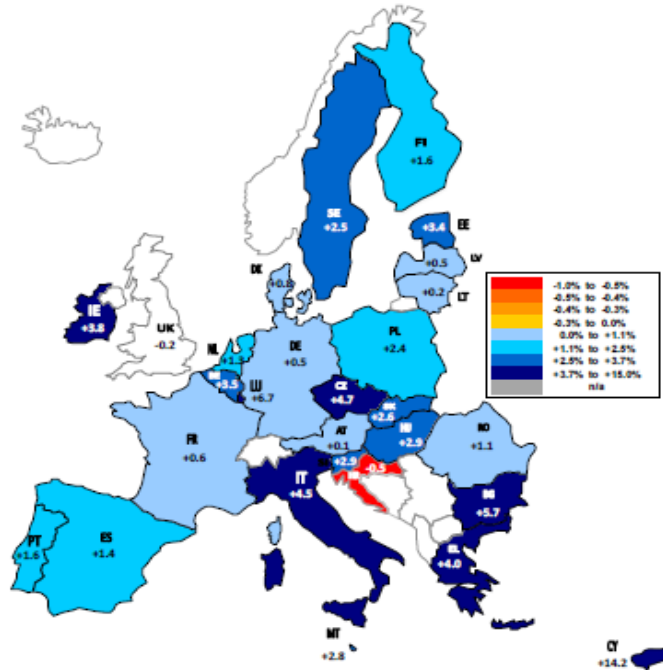 FI
+1.6
SE
+2.5
EE
+3.4
LV
+0.5
DK
+0.8
LT
+0.2
-1.0% to -0.5%
-0.5% to -0.4%
-0.4% to -0.3%
-0.3% to 0.0%
0.0% to +1.1%
+1.1% to +2.5%
+2.5% to +3.7%
+3.7% to +15.0%
n/a
IE
+3.8
UK
-0.2
NL
+1.3
DE
+0.5
PL
+2.4
BE
+3.5
LU
+6.7
CZ
+4.7
SK
+2.6
AT
+0.1
HU
+2.9
RO
+1.1
FR
+0.6
+2.9
-0.5
IT
+4.5
BG
+5.7
PT
+1.6
ES
+1.4
EL
+4.0
MT
+2.8
CY
+14.2